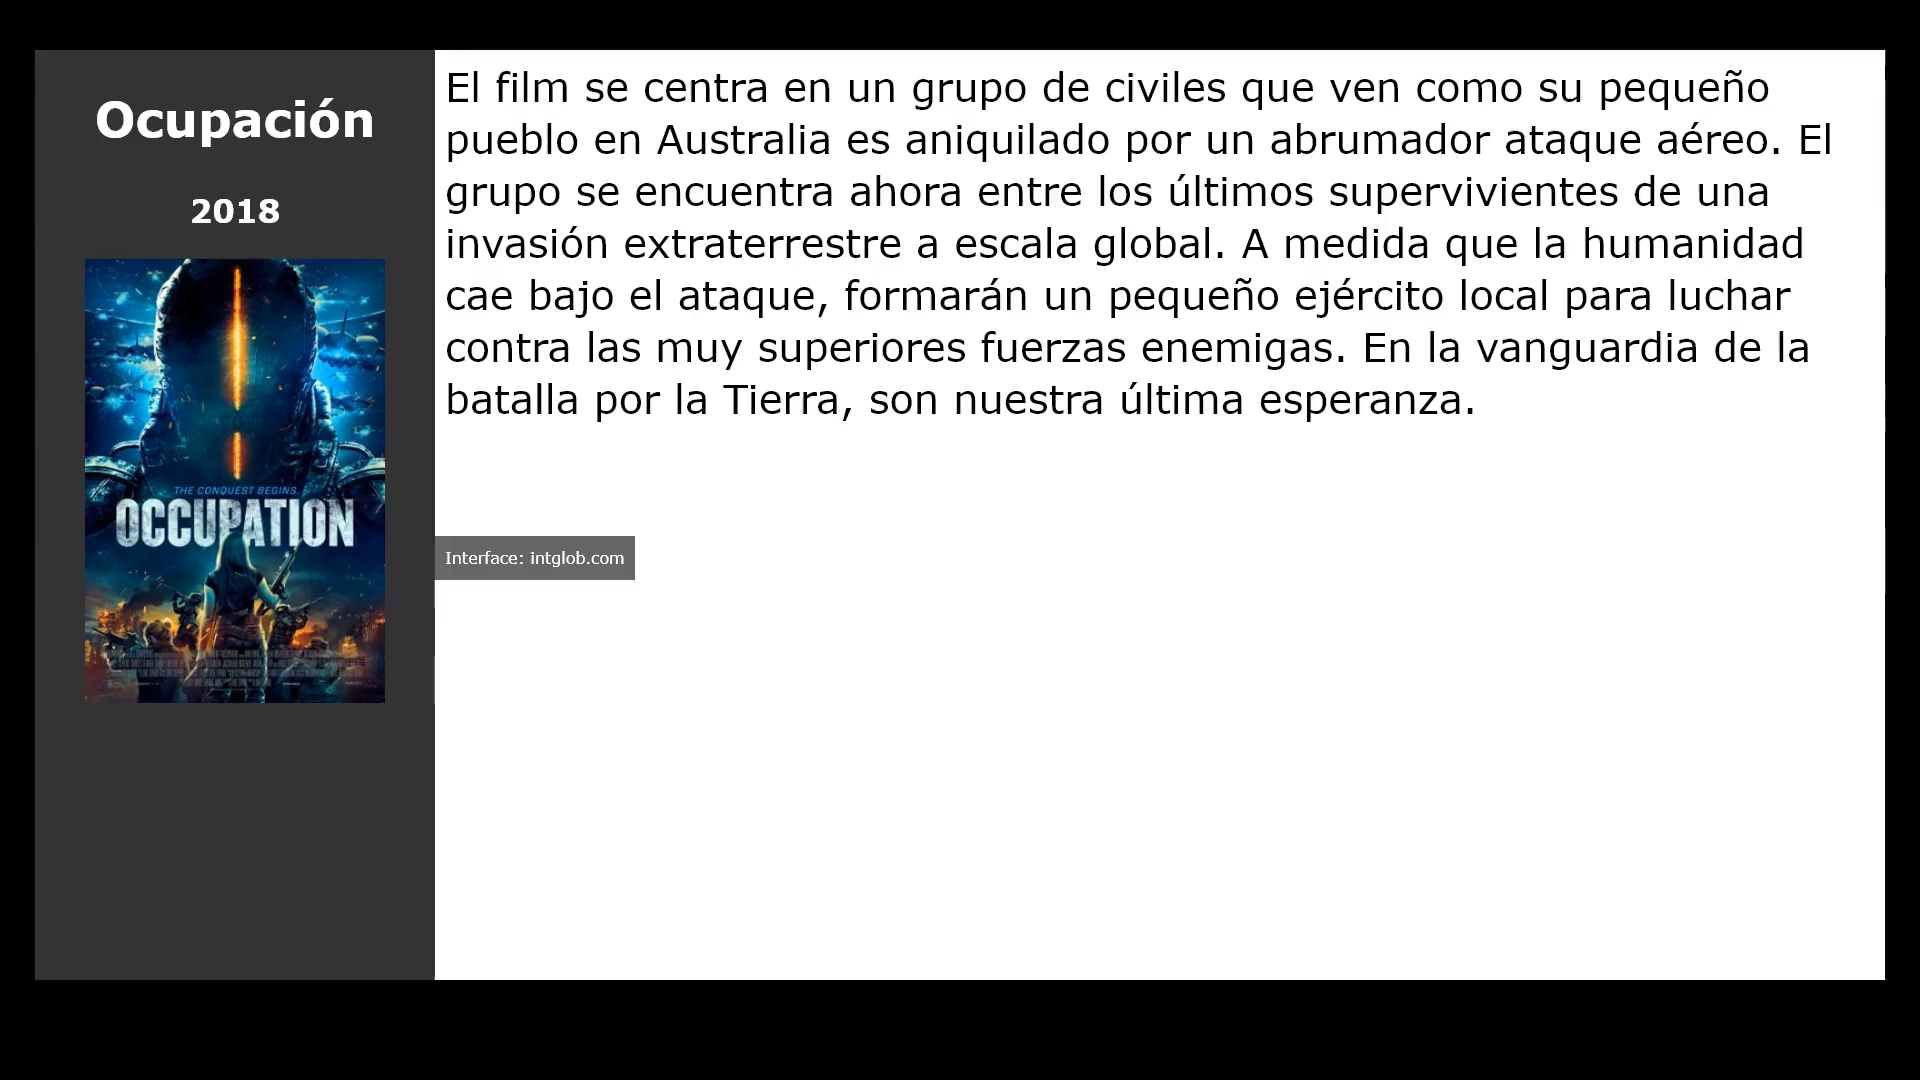 Ocupación
2018
THE CONQUEST BEGINS.
OCCUPATION
El film se centra en un grupo de civiles que ven como su pequeño
pueblo en Australia es aniquilado por un abrumador ataque aéreo. El
grupo se encuentra ahora entre los últimos supervivientes de una
invasión extraterrestre a escala global. A medida que la humanidad
cae bajo el ataque, formarán un pequeño ejército local para luchar
contra las muy superiores fuerzas enemigas. En la vanguardia de la
batalla por la Tierra, son nuestra última esperanza.
Interface: intglob.com